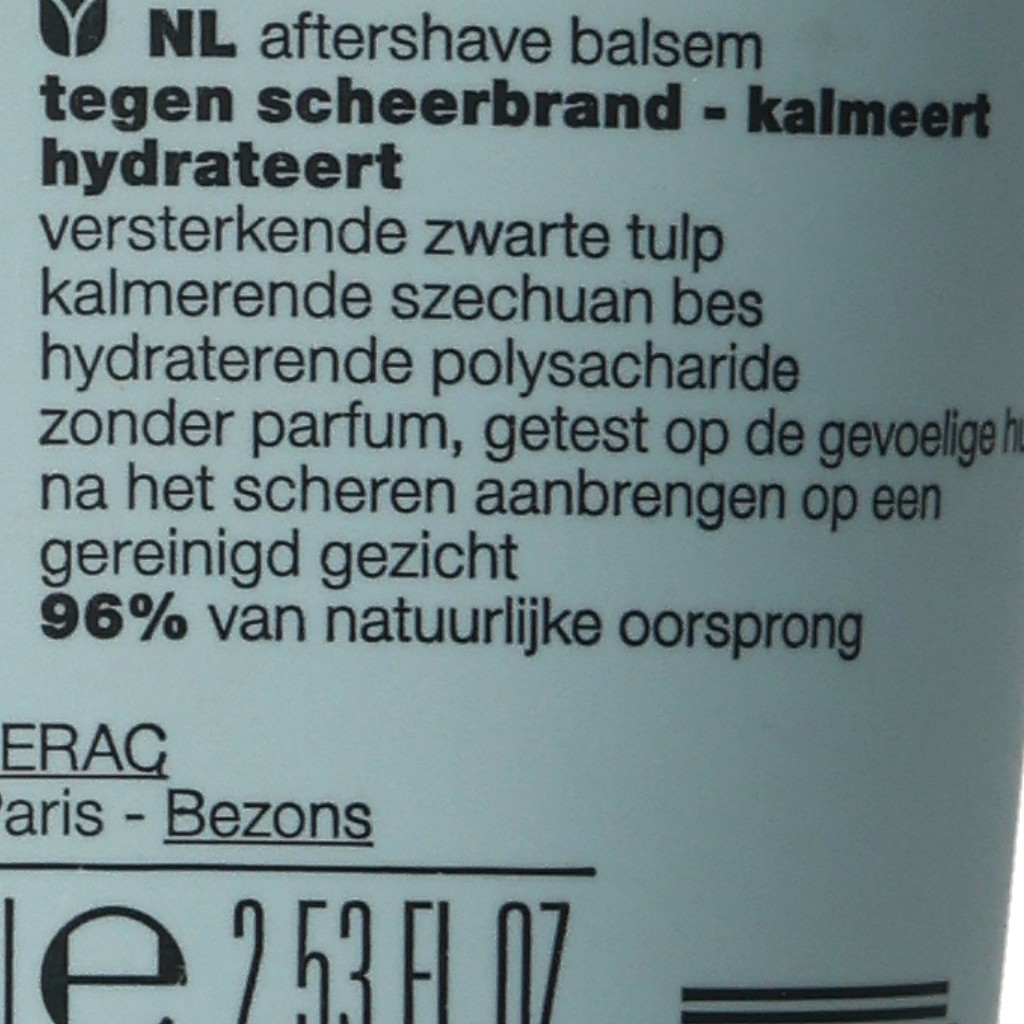 NL aftershave balsem
tegen scheerbrand - kalmeert
hydrateert
versterkende zwarte tulp
kalmerende szechuan bes
hydraterende polysacharide
zonder parfum, getest op de gevoelige
na het scheren aanbrengen op een
gereinigd gezicht
96% van natuurlijke oorsprong
Paris - Bezons
e 2.53 FL OZ